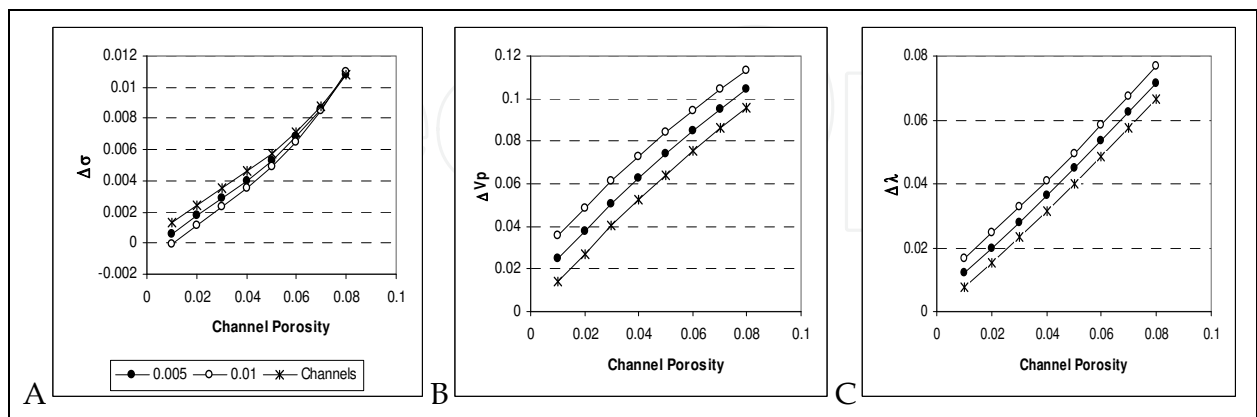 A
Δσ
0.012
0.01
0.008
0.006
0.004
0.002
0
-0.002
0 0.02 0.04 0.06 0.08 0.1
Channel Porosity
0.005 0.01 Channels
B
Δ Vp
0.12
0.1
0.08
0.06
0.04
0.02
0
0 0.02 0.04 0.06 0.08 0.1
Channel Porosity
C
Δ λ
0.08
0.06
0.04
0.02
0
0 0.02 0.04 0.06 0.08 0.1
Channel Porosity